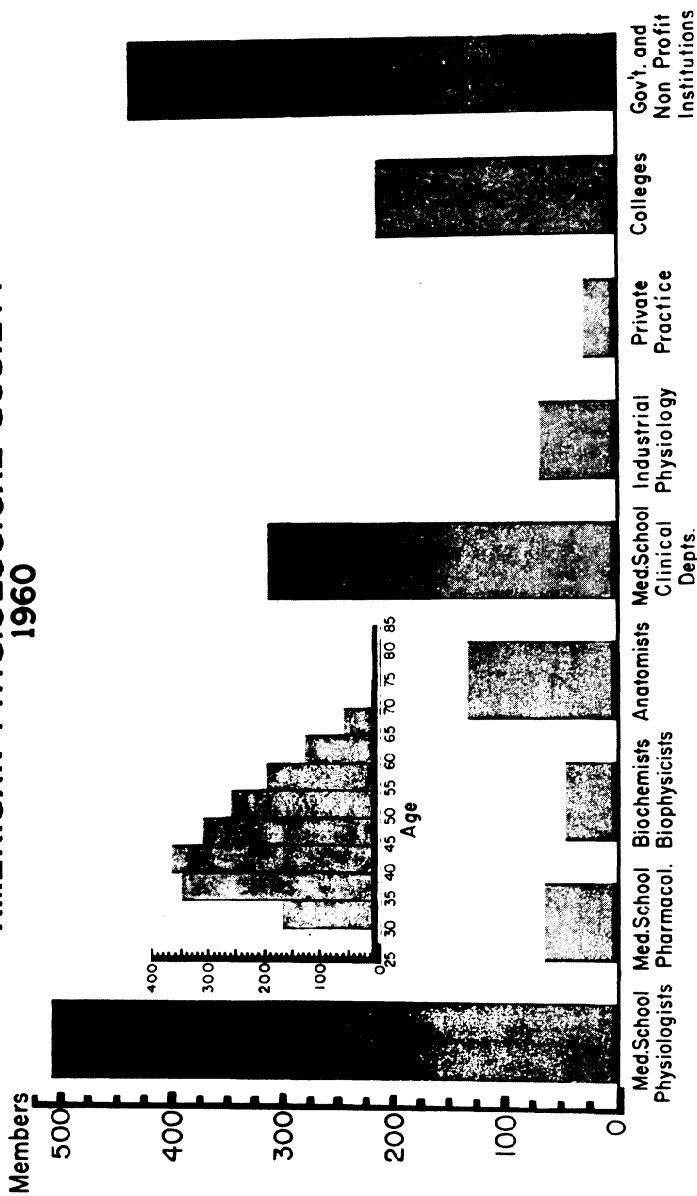 1960
Members
500
400
300
200
100
0
400
300
200
100
0
25 30 35 40 45 50 55 60 65 70 75 80 85
Age
Med.School
Physiologists
Med.School
Pharmacol.
Biochemists
Biophysicists
Anatomists
Med.School
Clinical
Depts.
Industrial
Physiology
Private
Practice
Colleges
Gov't. and
Non Profit
Institutions